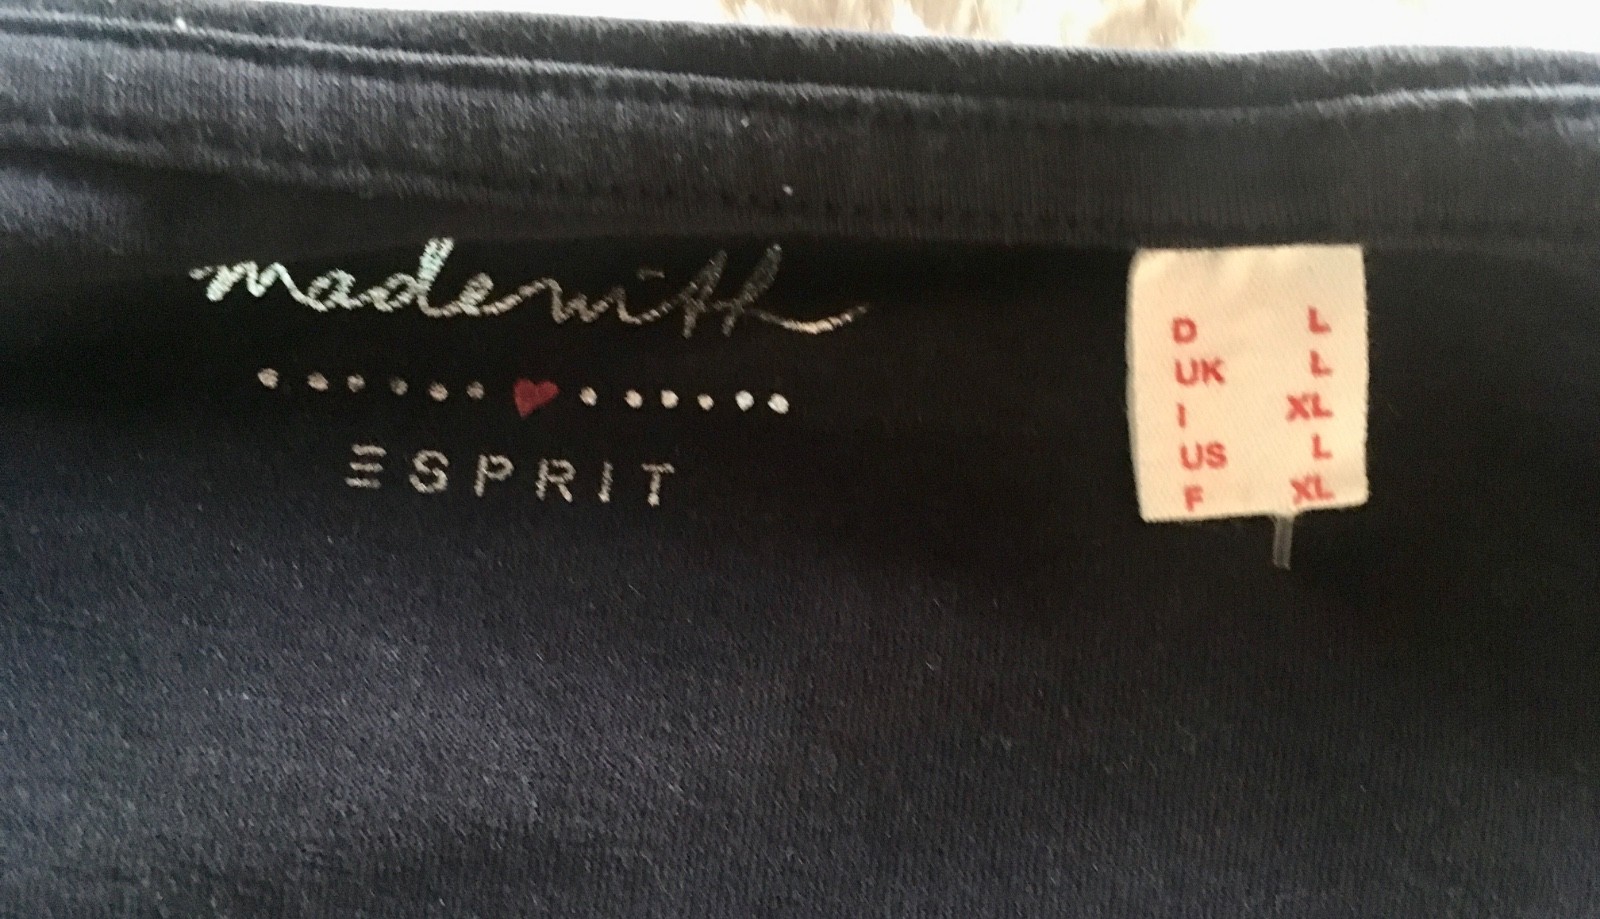 made with
ESPRIT
D L
UK L
I XL
US L
F XL